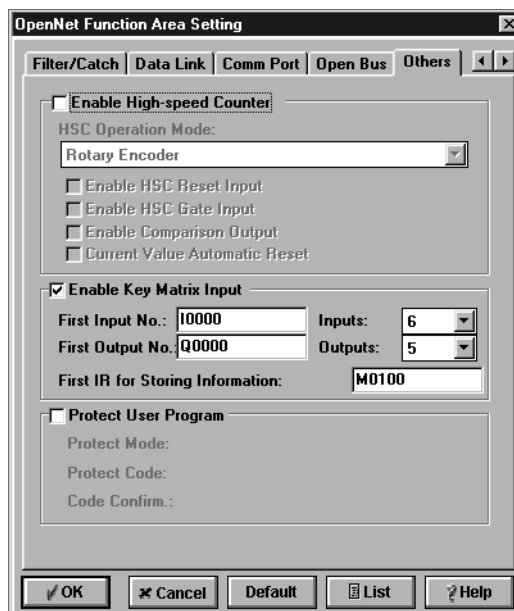 OpenNet Function Area Setting
Filter/Catch Data Link Comm Port Open Bus Others
Enable High-speed Counter
HSC Operation Mode:
Rotary Encoder
Enable HSC Reset Input
Enable HSC Gate Input
Enable Comparison Output
Current Value Automatic Reset
Enable Key Matrix Input
First Input No.: I0000 Inputs: 6
First Output No.: Q0000 Outputs: 5
First IR for Storing Information: M0100
Protect User Program
Protect Mode:
Protect Code:
Code Confirm.:
OK Cancel Default List Help